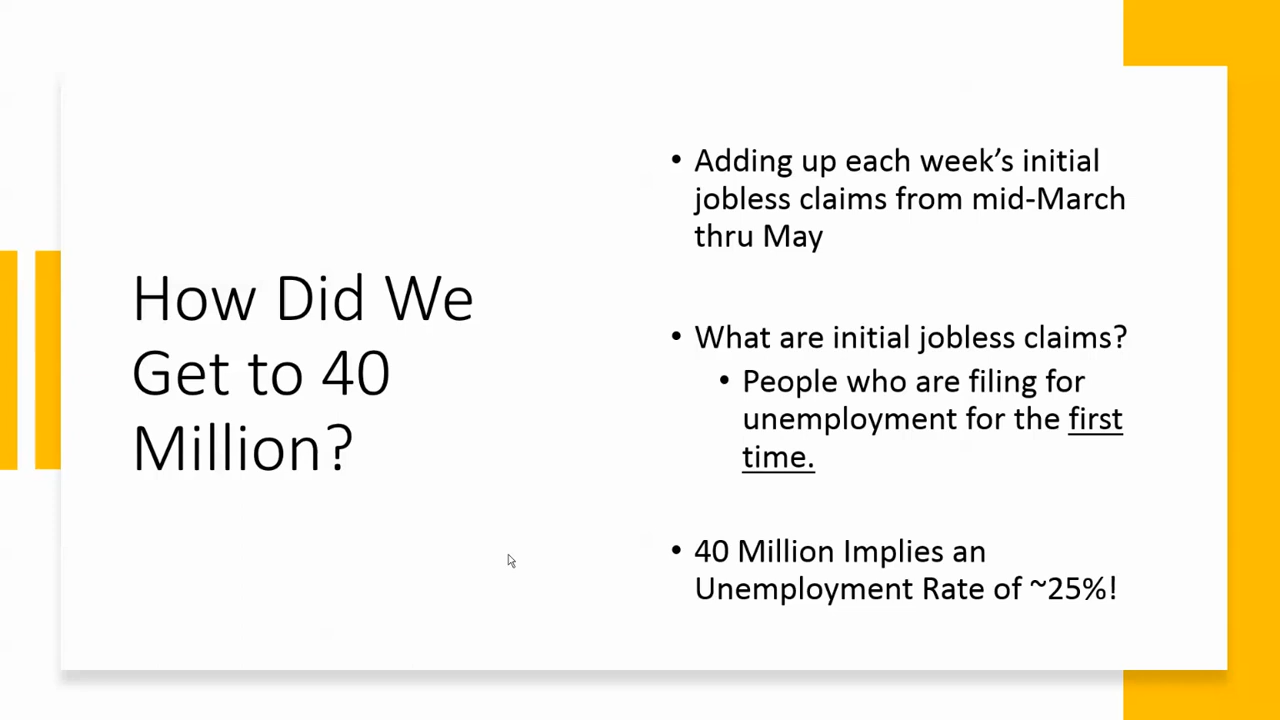 How Did We
Get to 40
Million?
• Adding up each week’s initial
jobless claims from mid-March
thru May
• What are initial jobless claims?
• People who are filing for
unemployment for the first
time.
• 40 Million Implies an
Unemployment Rate of ~25%!